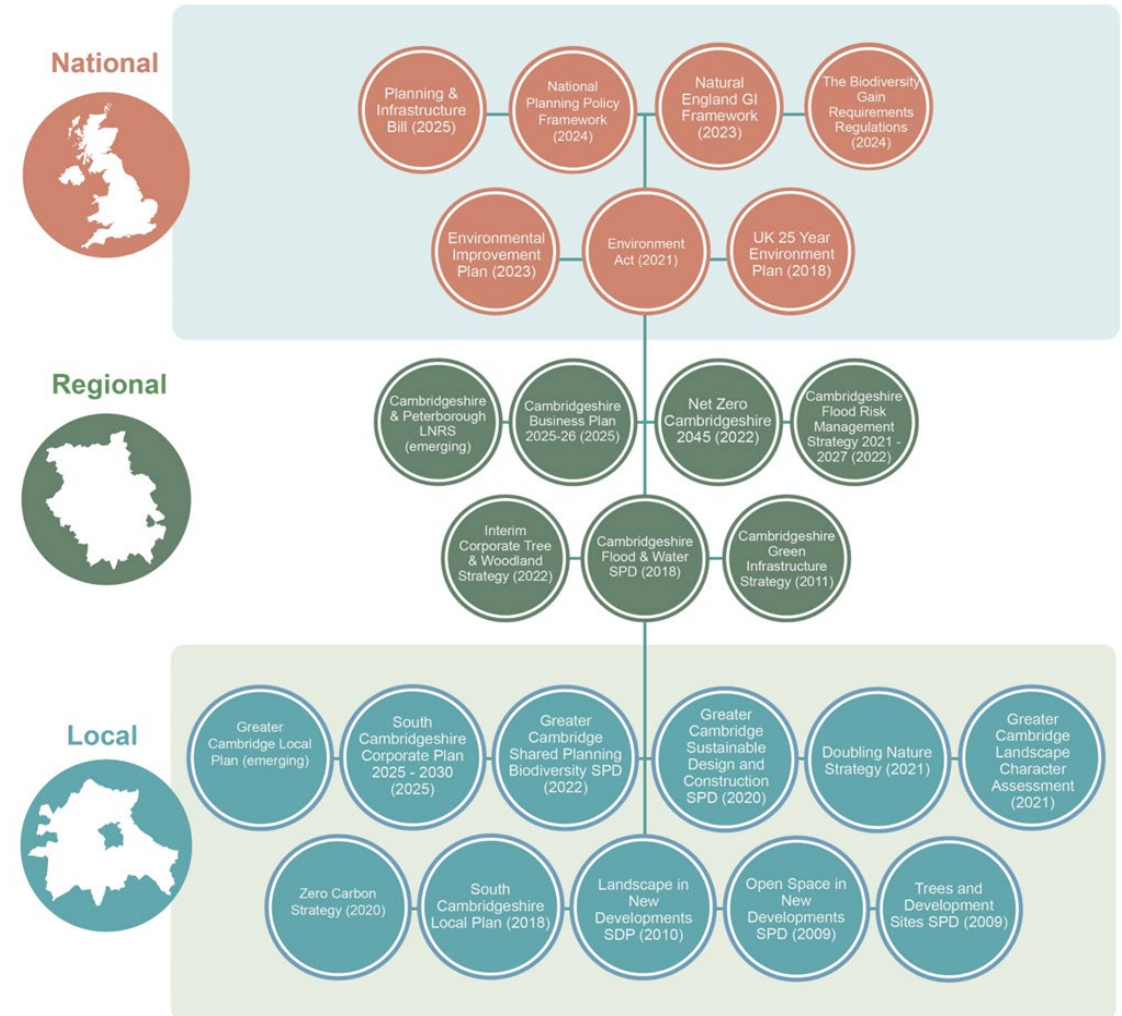 National
Planning &
Infrastructure
Bill (2025)
National
Planning Policy
Framework
(2024)
Natural
England GI
Framework
(2023)
The Biodiversity
Gain
Requirements
Regulations
(2024)
Environmental
Improvement
Plan (2023)
Environment
Act (2021)
UK 25 Year
Environment
Plan (2018)
Regional
Cambridgeshire
& Peterborough
LNRS
(emerging)
Cambridgeshire
Business Plan
2025-26 (2025)
Net Zero
Cambridgeshire
2045 (2022)
Cambridgeshire
Flood Risk
Management
Strategy 2021 -
2027 (2022)
Interim
Corporate Tree
& Woodland
Strategy (2022)
Cambridgeshire
Flood & Water
SPD (2018)
Cambridgeshire
Green
Infrastructure
Strategy (2011)
Local
Greater
Cambridge Local
Plan (emerging)
South
Cambridgeshire
Corporate Plan
2025 - 2030
(2025)
Greater
Cambridge
Shared Planning
Biodiversity SPD
(2022)
Greater
Cambridge
Sustainable
Design and
Construction
SPD (2020)
Doubling Nature
Strategy (2021)
Greater
Cambridge
Landscape
Character
Assessment
(2021)
Zero Carbon
Strategy (2020)
South
Cambridgeshire
Local Plan (2018)
Landscape in
New
Developments
SDP (2010)
Open Space in
New
Developments
SPD (2009)
Trees and
Development
Sites SPD (2009)